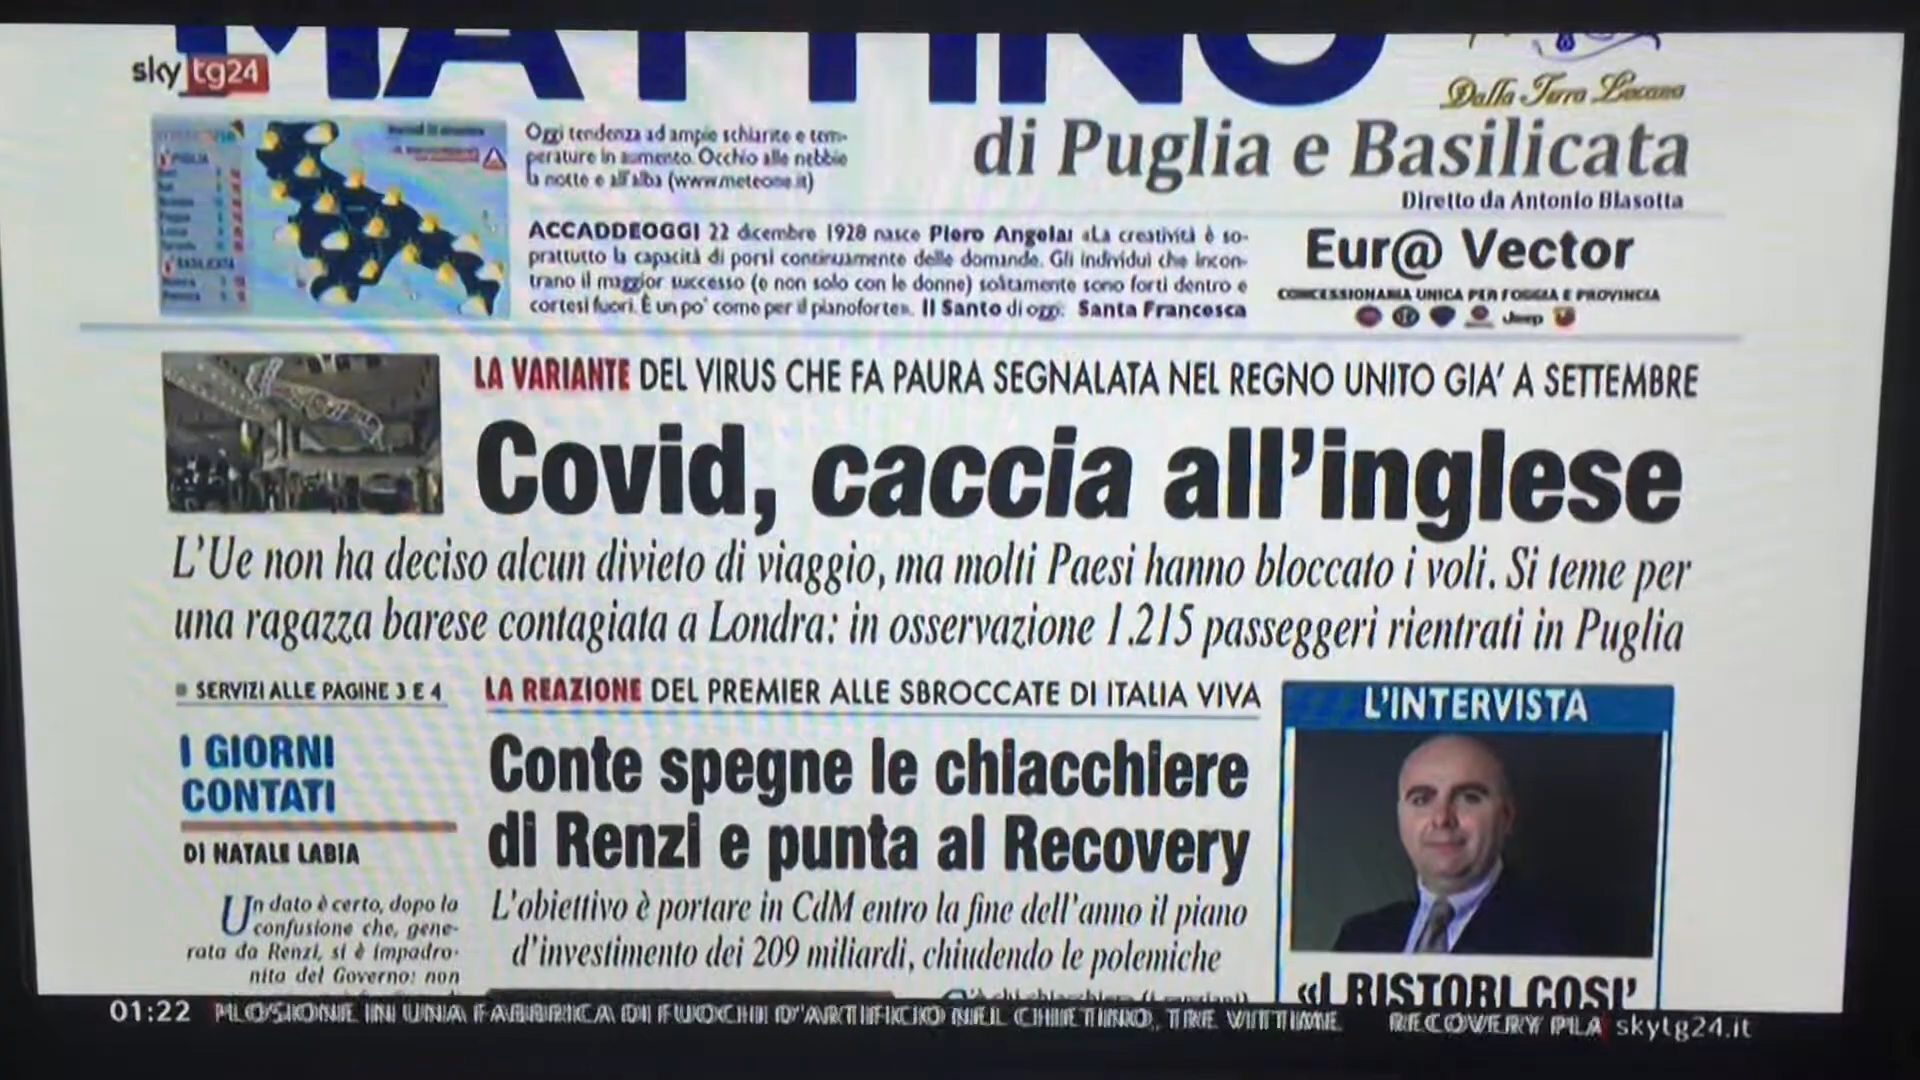 MATTINO
sky tg24
Dalla Terra Lucana
di Puglia e Basilicata
Diretto da Antonio Blasotta
Oggi tendenza ad ampie schiarite e tem-
perature in aumento. Occhio alle nebbie
la notte e all'alba (www.meteone.it)
ACCADDEOGGI 22 dicembre 1928 nasce Piero Angela: «La creatività è so-
prattutto la capacità di porsi continuamente delle domande. Gli individui che incon-
trano il maggior successo (e non solo con le donne) solitamente sono forti dentro e
cortesi fuori. È un po' come per il pianoforte». Il Santo di oggi: Santa Francesca
Eur@ Vector
CONCESSIONARIA UNICA PER FOGGIA E PROVINCIA
Jeep
LA VARIANTE DEL VIRUS CHE FA PAURA SEGNALATA NEL REGNO UNITO GIA' A SETTEMBRE
Covid, caccia all'inglese
L'Ue non ha deciso alcun divieto di viaggio, ma molti Paesi hanno bloccato i voli. Si teme per
una ragazza barese contagiata a Londra: in osservazione 1.215 passeggeri rientrati in Puglia
SERVIZI ALLE PAGINE 3 E 4
I GIORNI
CONTATI
DI NATALE LABIA
Un dato è certo, dopo la
confusione che, gene-
rata da Renzi, si è impadro-
nita del Governo: non
LA REAZIONE DEL PREMIER ALLE SBROCCATE DI ITALIA VIVA
Conte spegne le chiacchiere
di Renzi e punta al Recovery
L'obiettivo è portare in CdM entro la fine dell'anno il piano
d'investimento dei 209 miliardi, chiudendo le polemiche
L'INTERVISTA
«I RISTORI COSI'
01:22 PLOSIONE IN UNA FABBRICA DI FUOCHI D'ARTIFICIO NEL CHIETINO, TRE VITTIME RECOVERY PLA skytg24.it